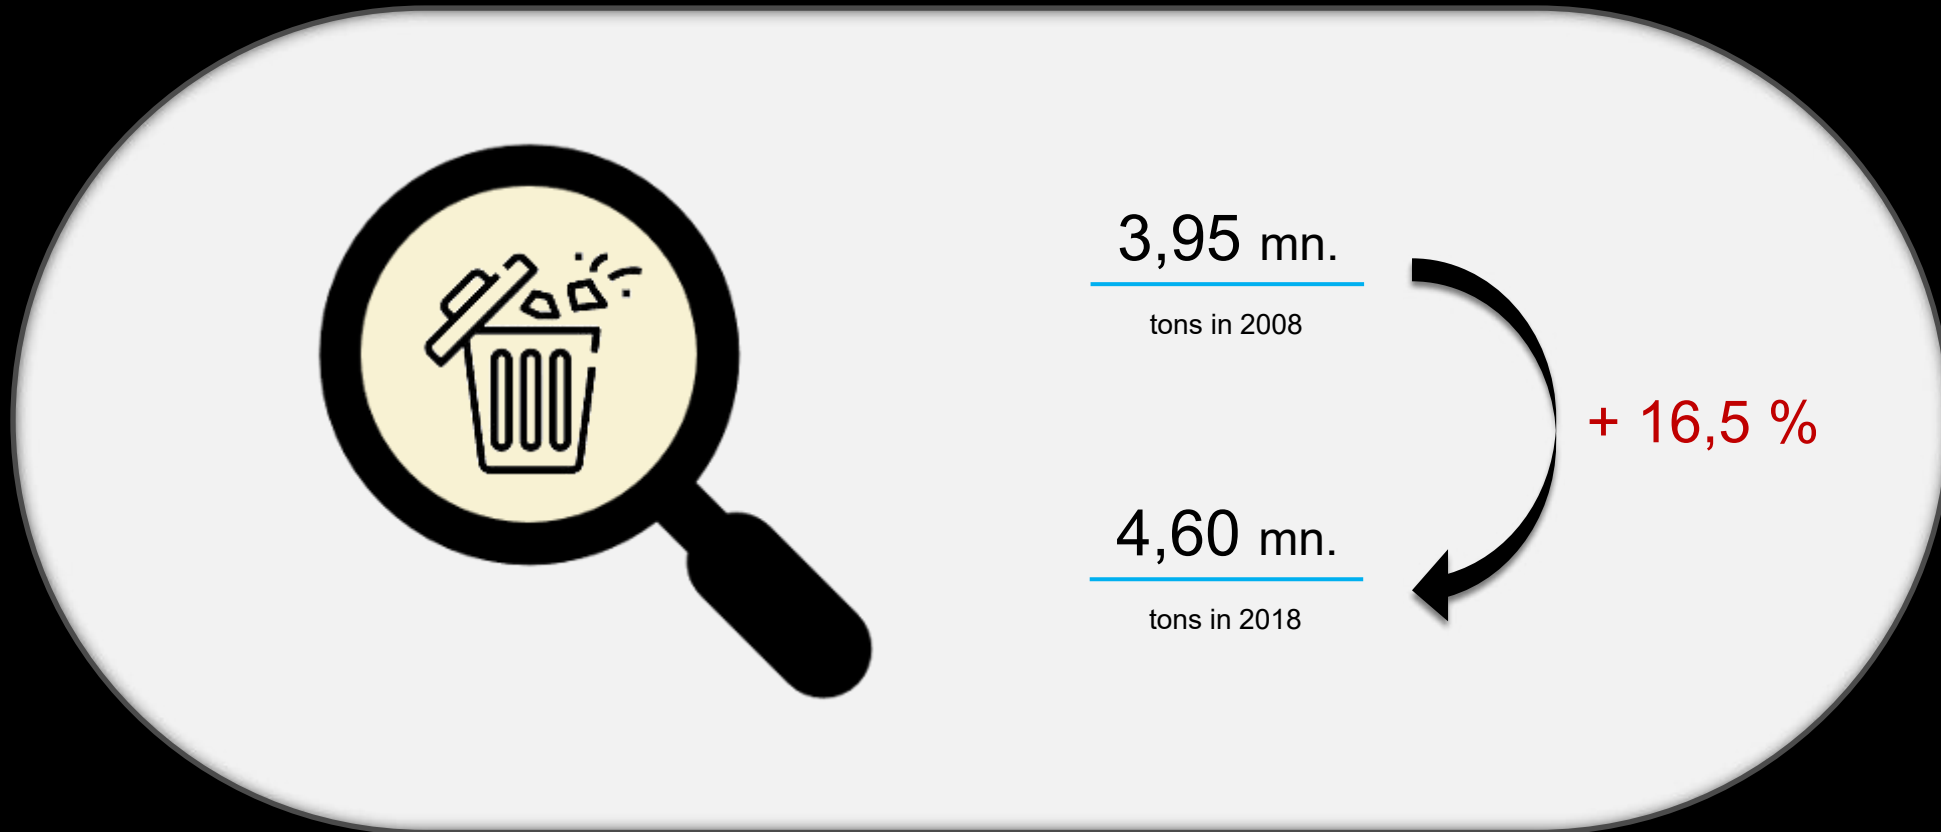 3,95 mn.
tons in 2008
+ 16,5 %
4,60 mn.
tons in 2018